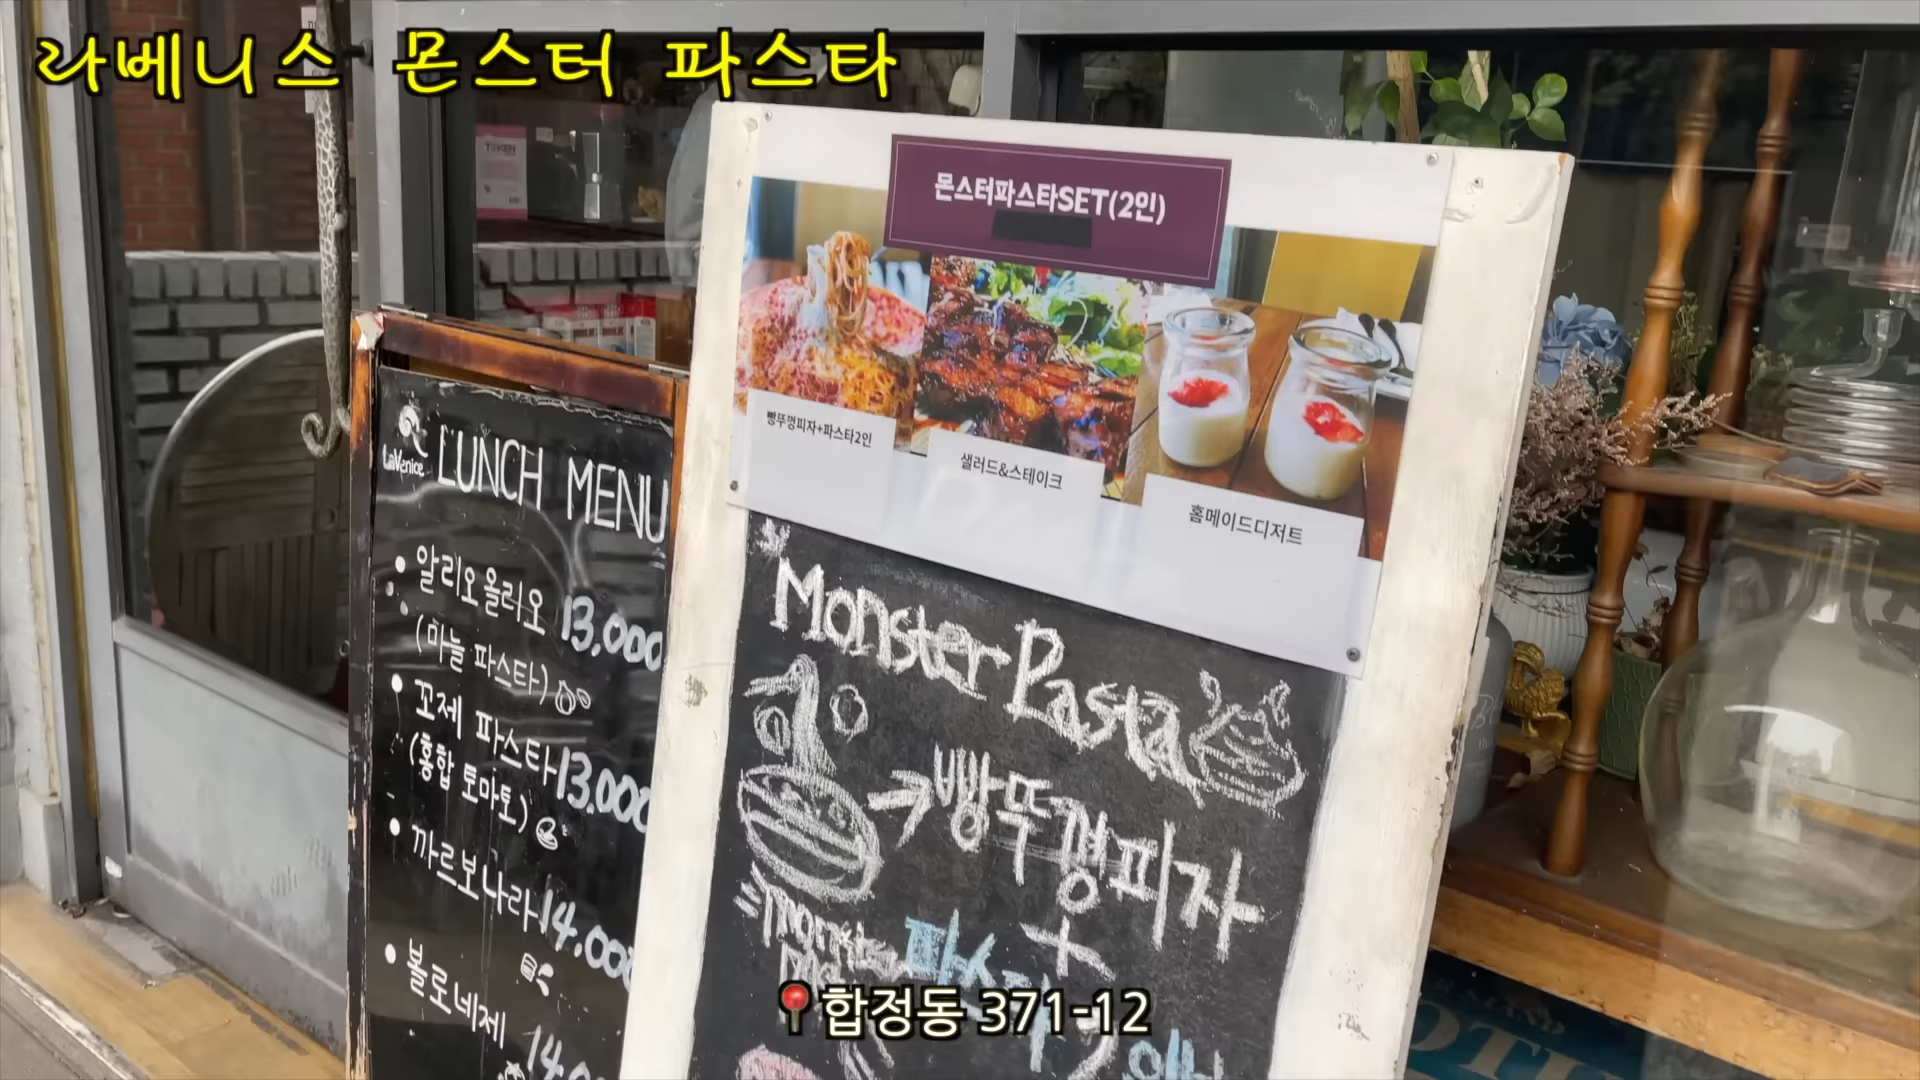 라베니스 몬스터 파스타
TOKEN
몬스터파스타SET(2인)
빵뚜껑피자+파스타2인
샐러드&스테이크
홈메이드디저트
LaVenice
LUNCH MENU
• 알리오올리오 13,000
(마늘 파스타)
• 꼬제 파스타 13,000
(홍합 토마토)
• 까르보나라 14,000
• 볼로네제 14,0
Monster Pasta
→빵뚜껑피자
+
📍합정동 371-12